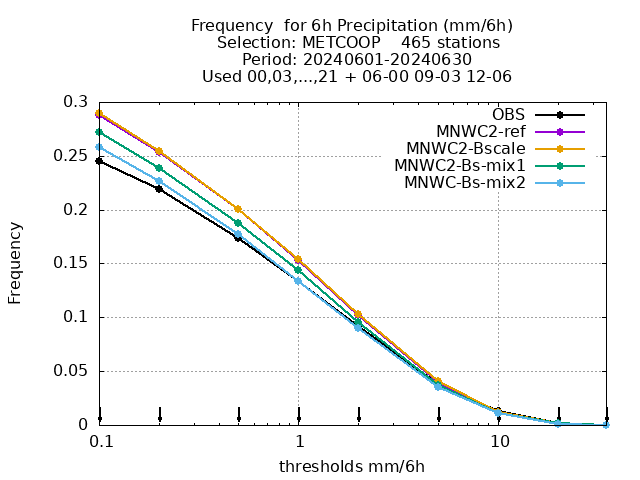 Frequency  for 6h Precipitation (mm/6h)
Selection: METCOOP    465 stations
Period: 20240601-20240630
Used 00,03,...,21 + 06-00 09-03 12-06
OBS
MNWC2-ref
MNWC2-Bscale
MNWC2-Bs-mix1
MNWC-Bs-mix2
0.3
0.25
0.2
0.15
0.1
0.05
0
Frequency
0.1
1
10
thresholds mm/6h